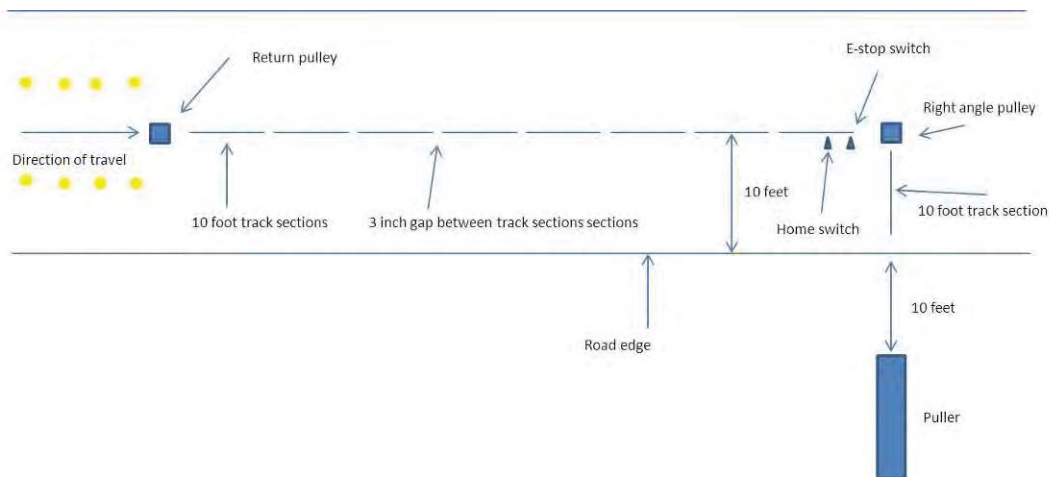 E-stop switch
Return pulley
Right angle pulley
Direction of travel
10 feet
10 foot track sections
3 inch gap between track sections sections
Home switch
10 foot track section
10 feet
Road edge
Puller